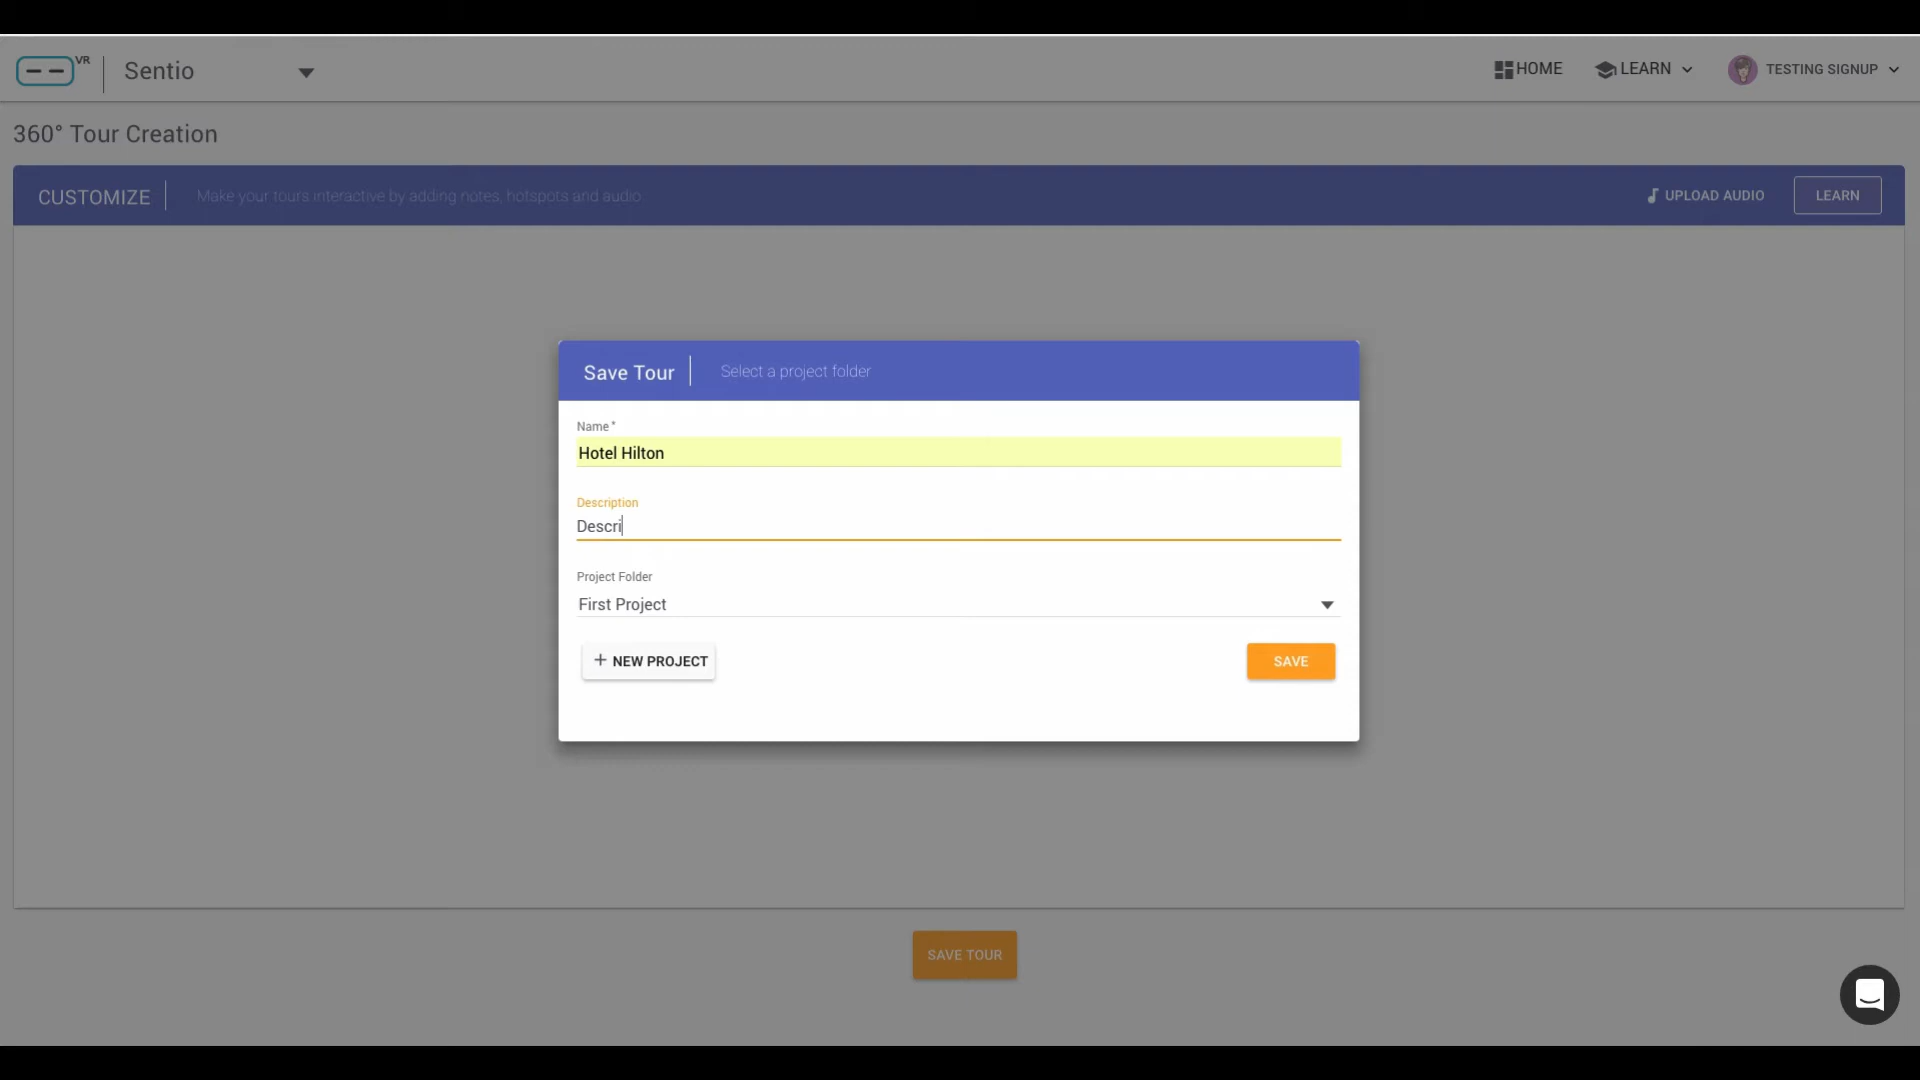 VR
Sentio
HOME
LEARN
TESTING SIGNUP
360° Tour Creation
CUSTOMIZE
Make your tours interactive by adding notes, hotspots and audio
UPLOAD AUDIO
LEARN
Save Tour
Select a project folder
Name *
Hotel Hilton
Description
Descri
Project Folder
First Project
+ NEW PROJECT
SAVE
SAVE TOUR